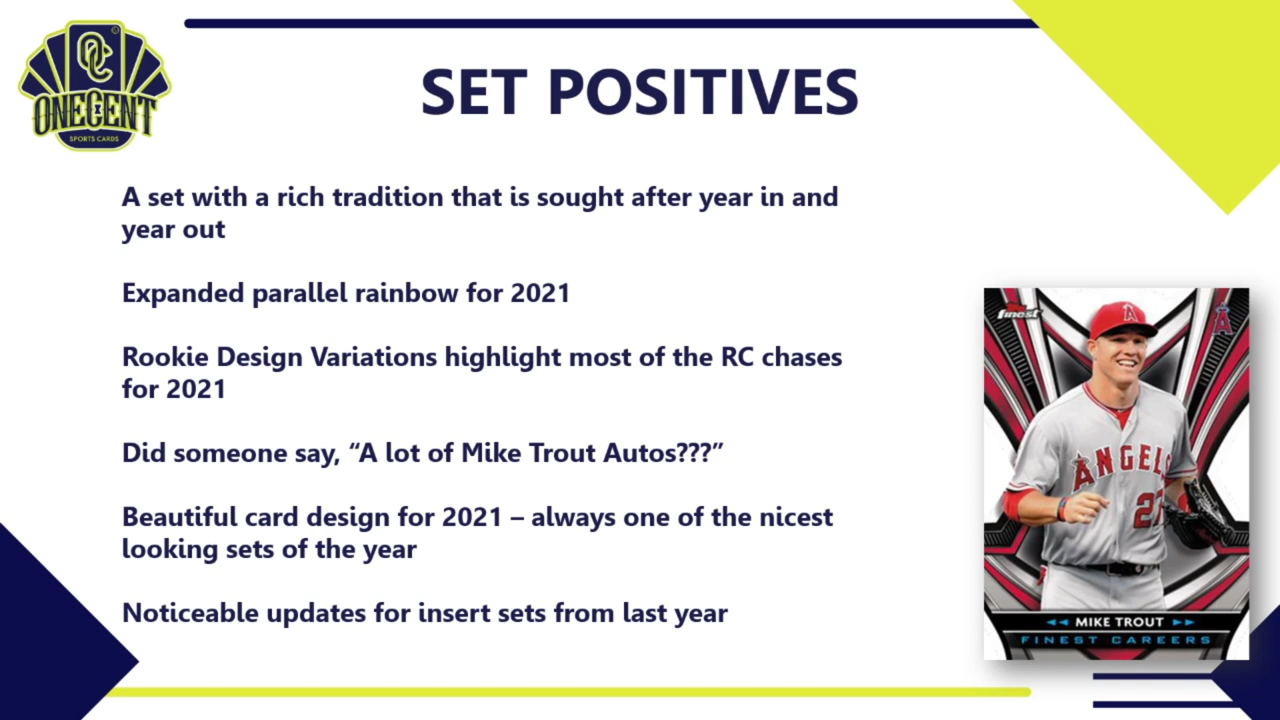 OC
ONECENT
SPORTS CARDS
SET POSITIVES
A set with a rich tradition that is sought after year in and
year out
Expanded parallel rainbow for 2021
Rookie Design Variations highlight most of the RC chases
for 2021
Did someone say, “A lot of Mike Trout Autos???”
Beautiful card design for 2021 – always one of the nicest
looking sets of the year
Noticeable updates for insert sets from last year
finest
A
A
ANGELS
27
MIKE TROUT
FINEST CAREERS